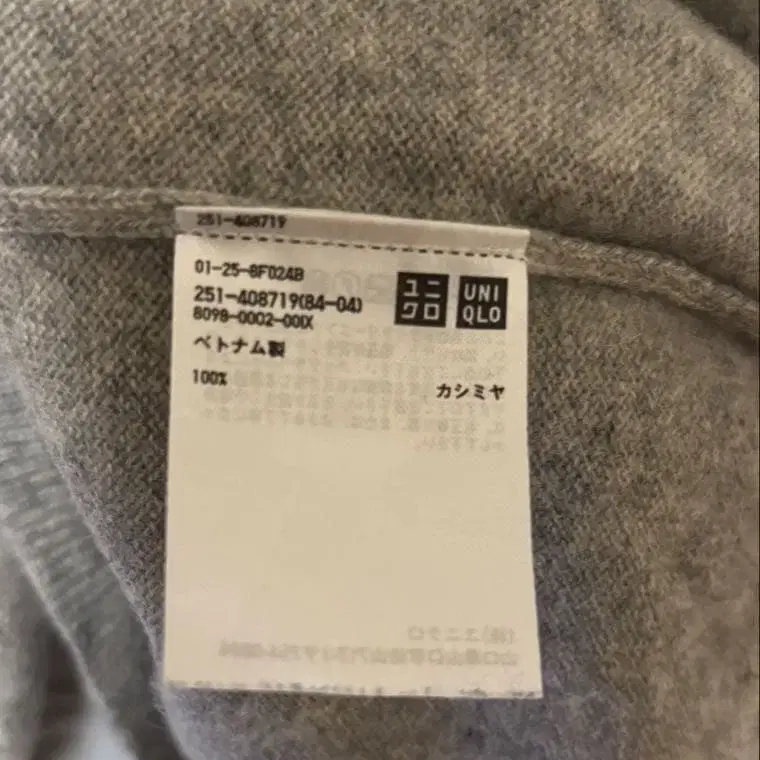 251-408719
01-25-8F024B
ユニ
クロ
UNI
QLO
251-408719(84-04)
8098-0002-00IX
ベトナム製
100% カシミヤ